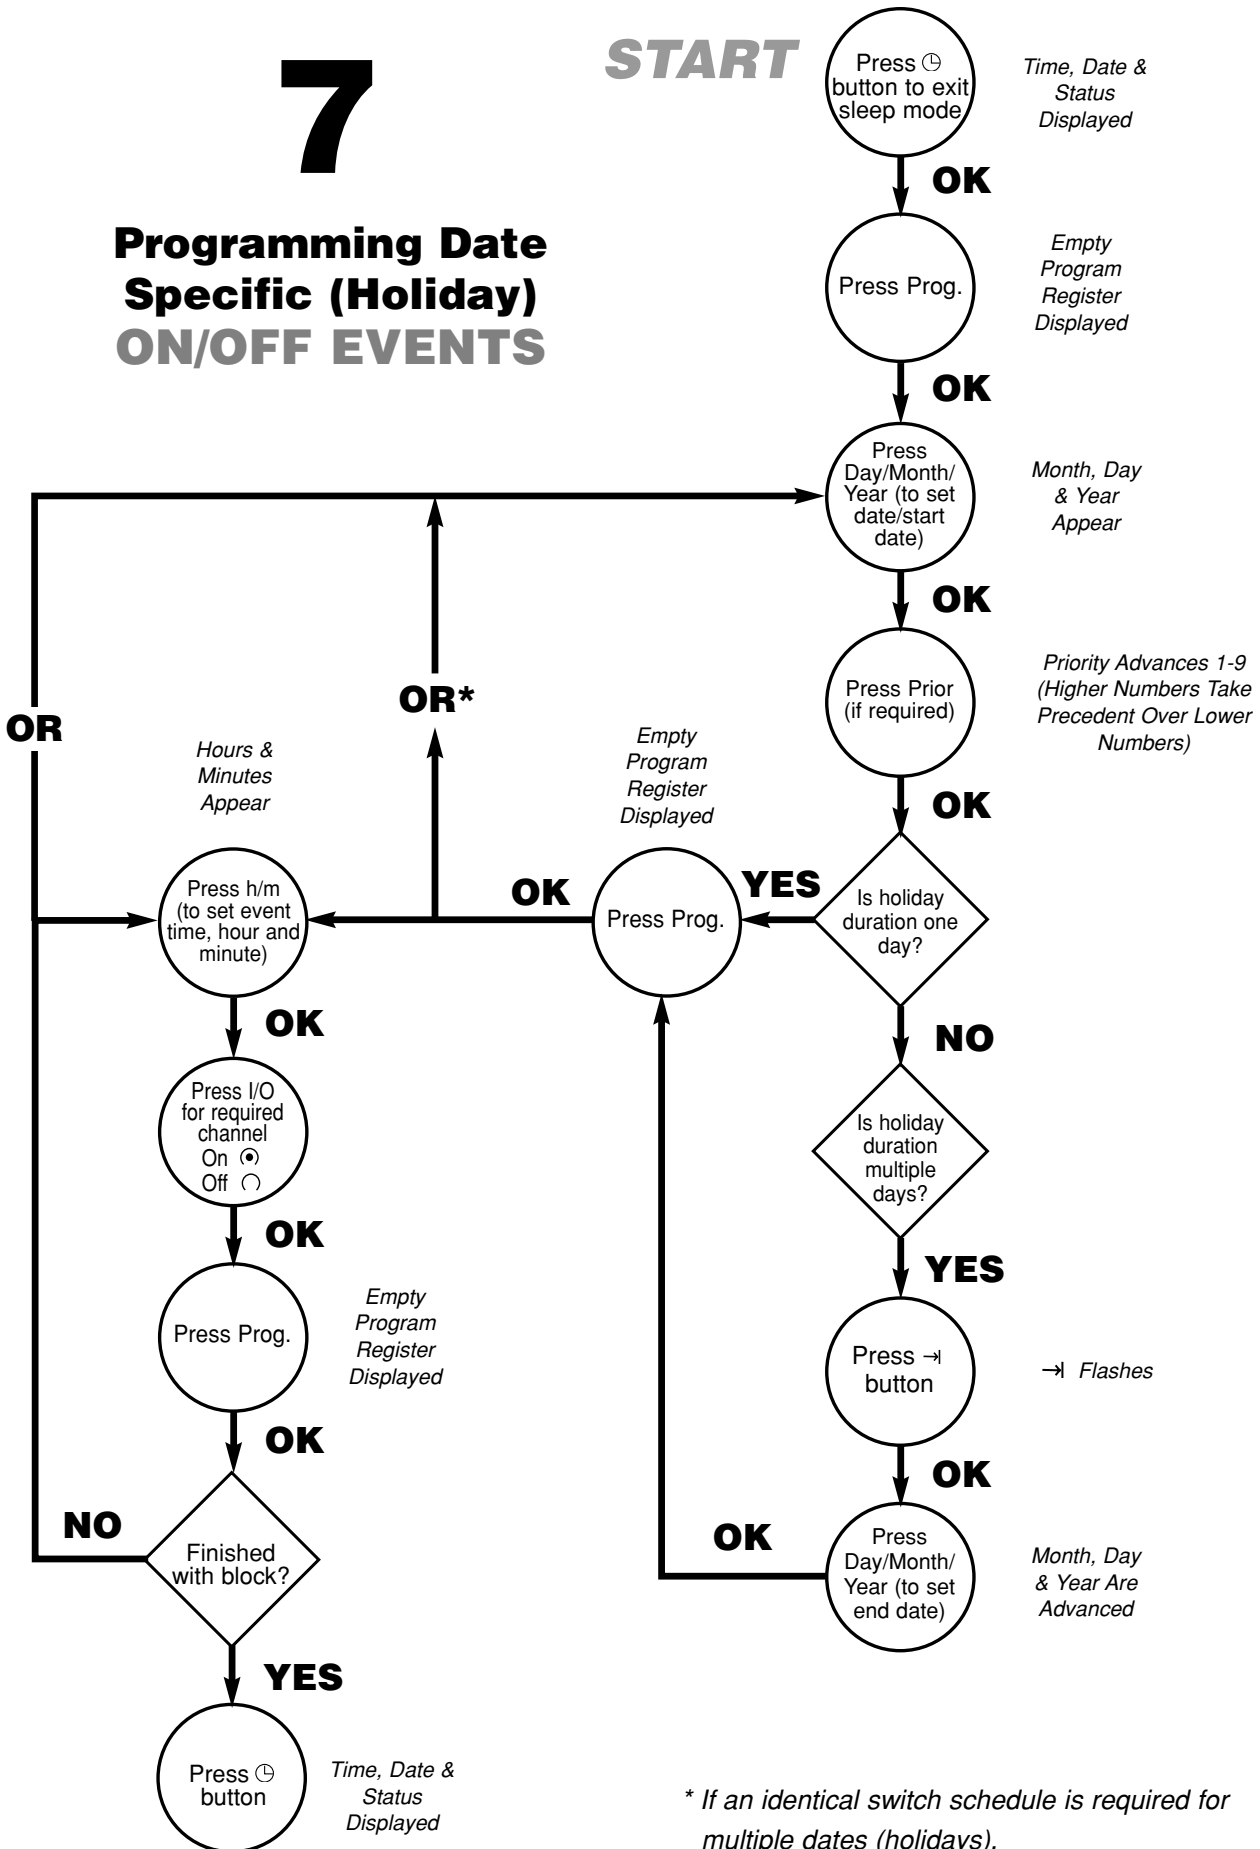 7
Programming Date
Specific (Holiday)
ON/OFF EVENTS
START
Press
button to exit
sleep mode
Time, Date &
Status
Displayed
OK
Press Prog.
Empty
Program
Register
Displayed
OK
Press
Day/Month/
Year (to set
date/start
date)
Month, Day
& Year
Appear
OK
Press Prior
(if required)
Priority Advances 1-9
(Higher Numbers Take
Precedent Over Lower
Numbers)
OK
Is holiday
duration one
day?
YES
Press Prog.
Empty
Program
Register
Displayed
OK
OR*
OR
NO
Is holiday
duration
multiple
days?
YES
Press →|
button
→| Flashes
OK
Press
Day/Month/
Year (to set
end date)
Month, Day
& Year Are
Advanced
OK
Hours &
Minutes
Appear
Press h/m
(to set event
time, hour and
minute)
OK
Press I/O
for required
channel
On
Off
OK
Press Prog.
Empty
Program
Register
Displayed
OK
Finished
with block?
NO
YES
Press
button
Time, Date &
Status
Displayed
* If an identical switch schedule is required for
multiple dates (holidays).